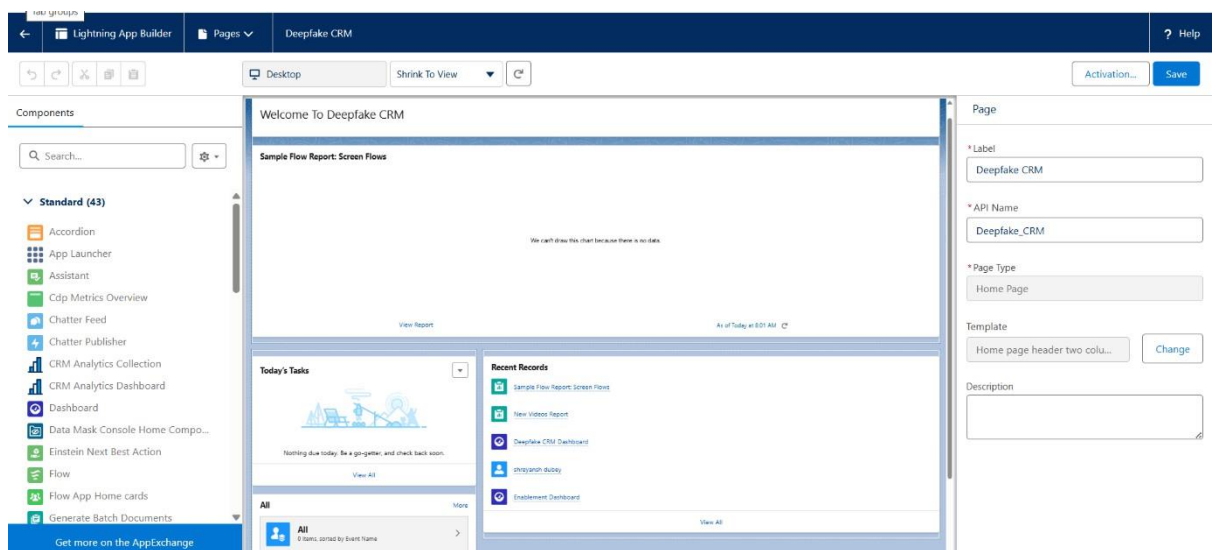 Tab groups
Lightning App Builder
Pages
Deepfake CRM
? Help
Desktop
Shrink To View
Activation...
Save
Components
Search...
Standard (43)
Accordion
App Launcher
Assistant
Cdp Metrics Overview
Chatter Feed
Chatter Publisher
CRM Analytics Collection
CRM Analytics Dashboard
Dashboard
Data Mask Console Home Compo...
Einstein Next Best Action
Flow
Flow App Home cards
Generate Batch Documents
Get more on the AppExchange
Welcome To Deepfake CRM
Sample Flow Report: Screen Flows
We can't draw this chart because there is no data.
View Report
As of Today at 8:01 AM
Today's Tasks
Nothing due today. Be a go-getter, and check back soon.
View All
All
More
All
0 items, sorted by Event Name
Recent Records
Sample Flow Report: Screen Flows
New Videos Report
Deepfake CRM Dashboard
shreyansh dubey
Enablement Dashboard
View All
Page
*Label
Deepfake CRM
*API Name
Deepfake_CRM
*Page Type
Home Page
Template
Home page header two colu...
Change
Description